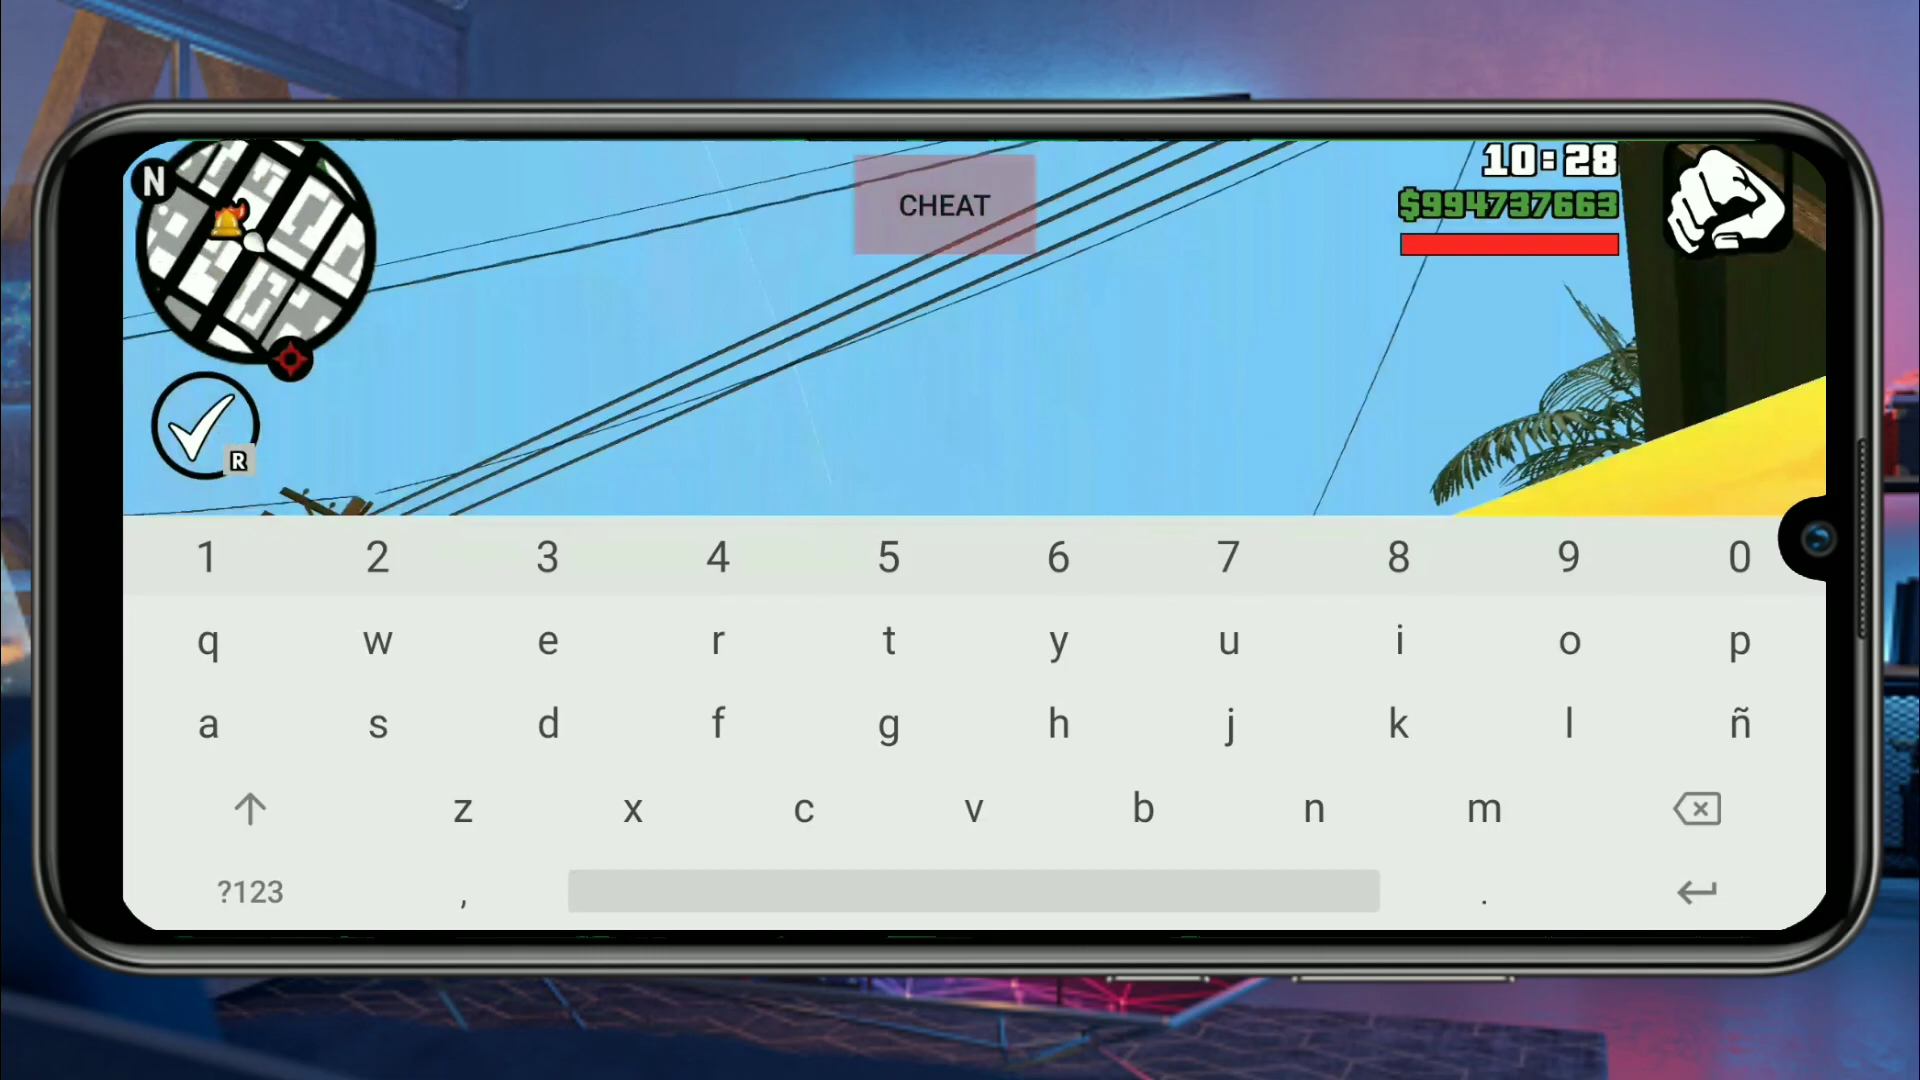 N
CHEAT
10:28
$994737663
R
1 2 3 4 5 6 7 8 9 0
q w e r t y u i o p
a s d f g h j k l ñ
z x c v b n m
?123 , .